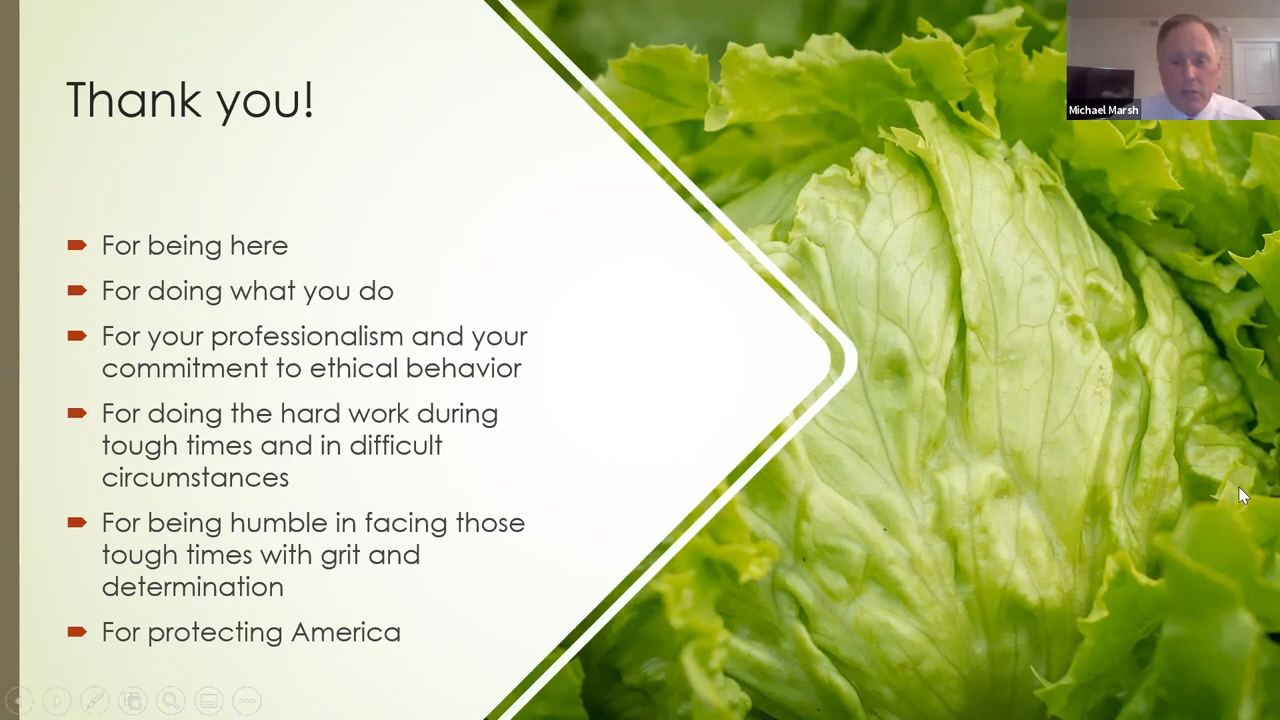 Thank you!
Michael Marsh
For being here
For doing what you do
For your professionalism and your
commitment to ethical behavior
For doing the hard work during
tough times and in difficult
circumstances
For being humble in facing those
tough times with grit and
determination
For protecting America